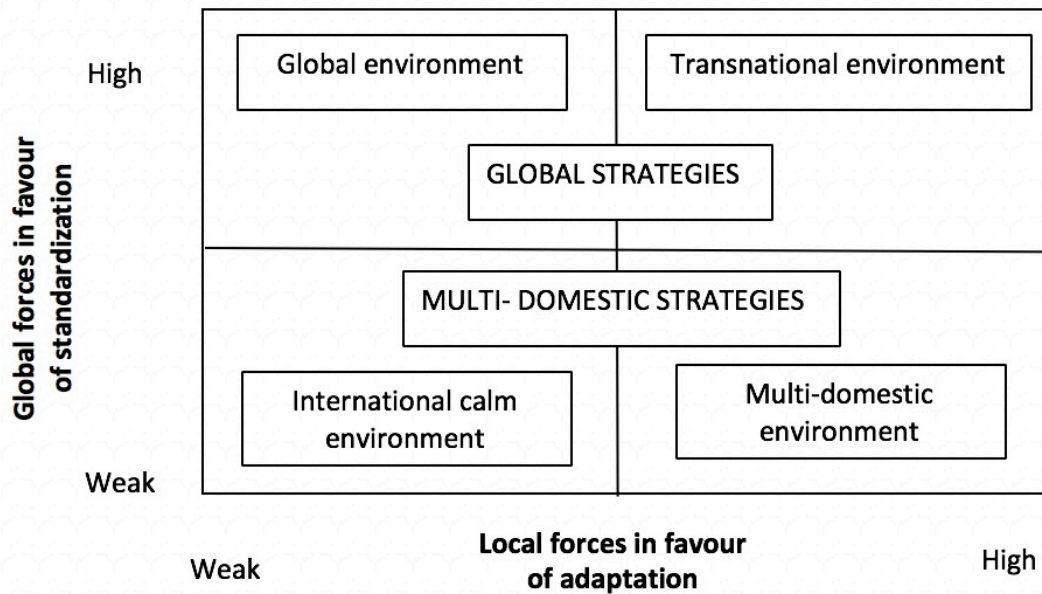 Global environment
Transnational environment
High
GLOBAL STRATEGIES
Global forces in favour
of standardization
MULTI- DOMESTIC STRATEGIES
International calm
environment
Multi-domestic
environment
Weak
Weak
Local forces in favour
of adaptation
High